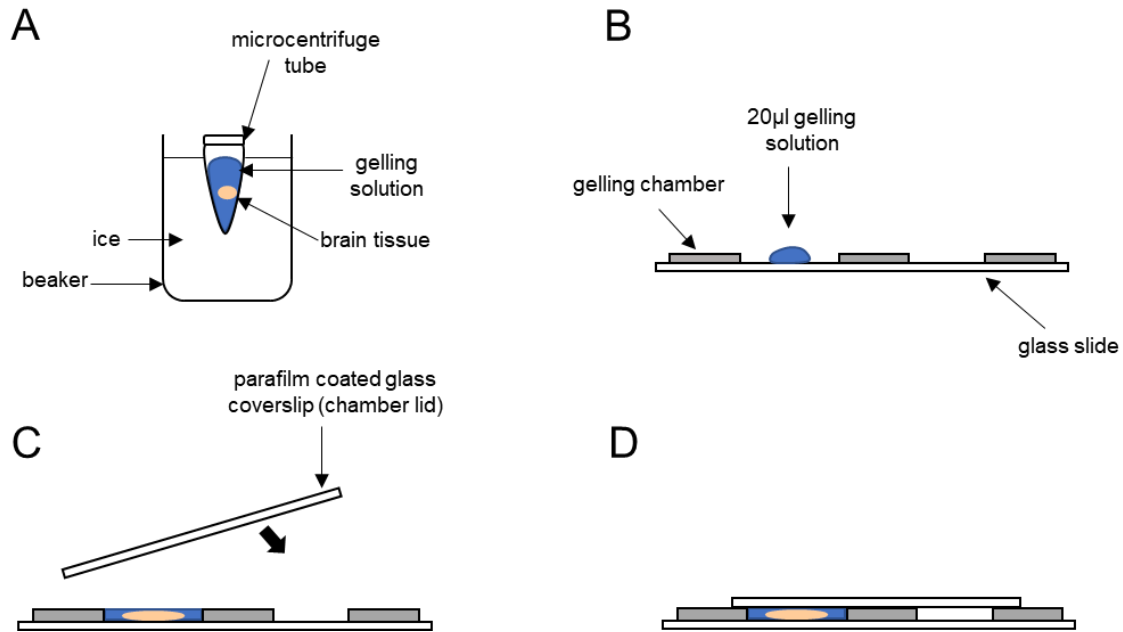 A
microcentrifuge
tube
gelling
solution
brain tissue
ice
beaker
B
20µl gelling
solution
gelling chamber
glass slide
C
parafilm coated glass
coverslip (chamber lid)
D